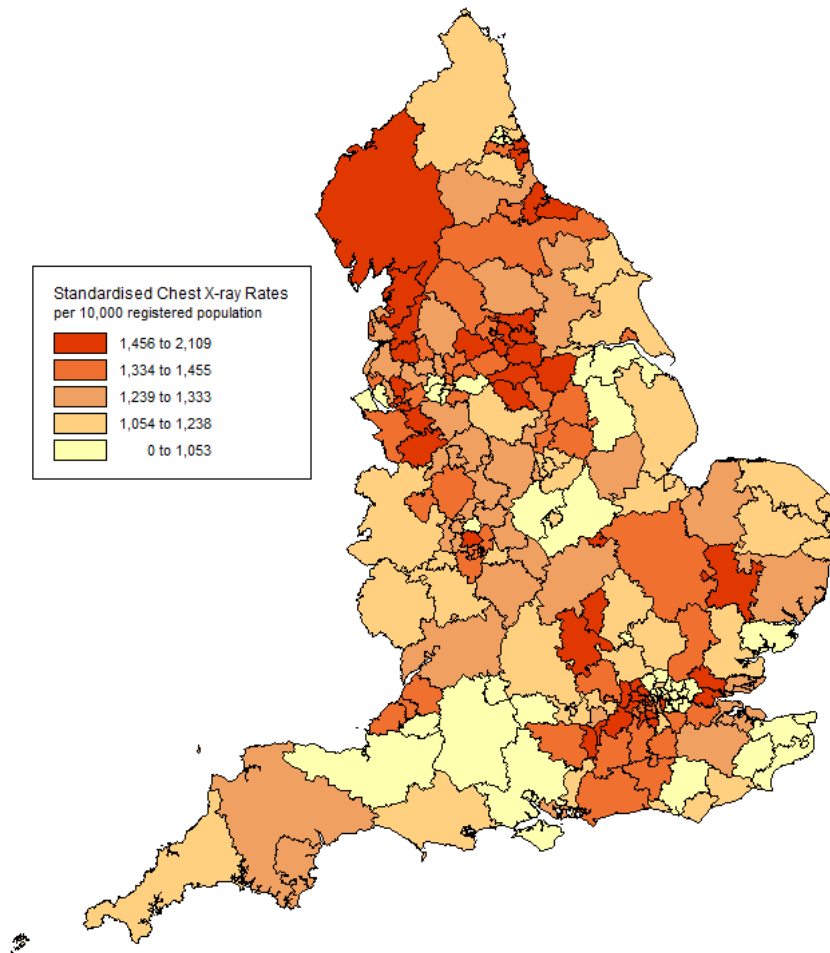 Standardised Chest X-ray Rates
per 10,000 registered population
1,456 to 2,109
1,334 to 1,455
1,239 to 1,333
1,054 to 1,238
0 to 1,053